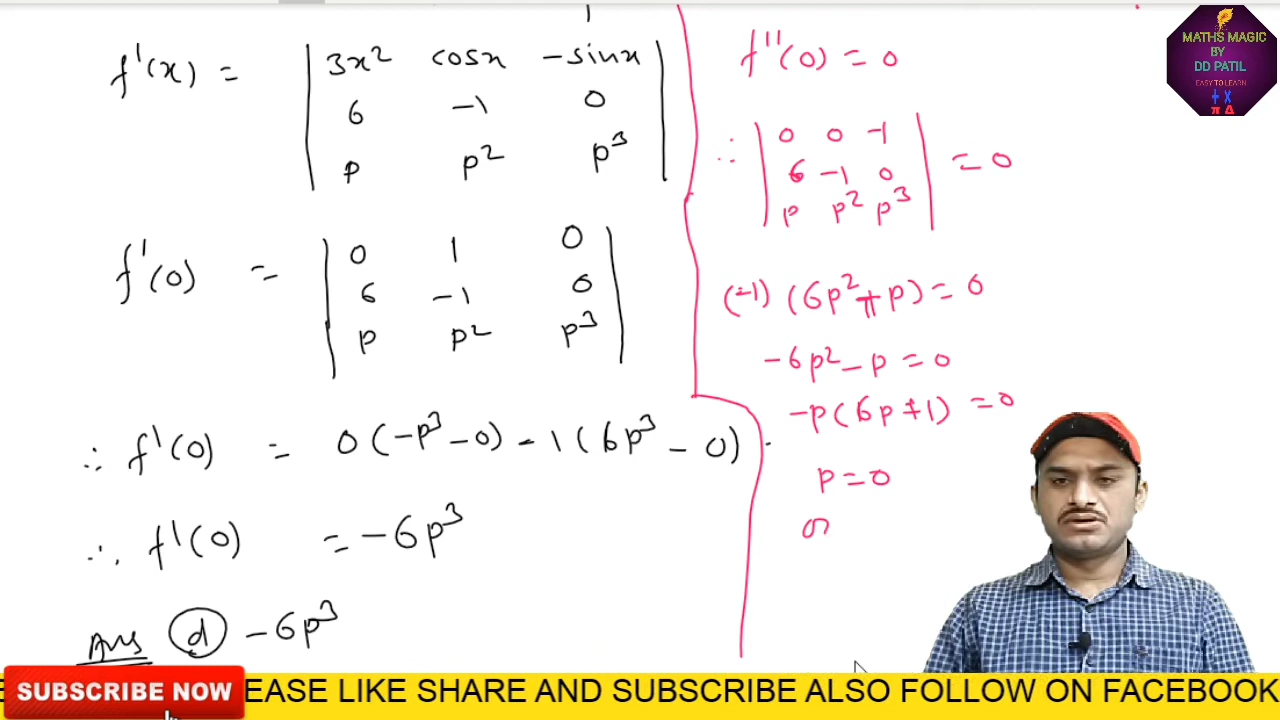 f'(x) = | 3x² cosx -sinx |
| 6 -1 0 |
| p p² p³ |
f'(0) = | 0 1 0 |
| 6 -1 0 |
| p p² p³ |
∴ f'(0) = 0(-p³-0) - 1(6p³ - 0)
∴ f'(0) = -6p³
Ans (d) -6p³
f''(0) = 0
∴ | 0 0 -1 | = 0
| 6 -1 0 |
| p p² p³ |
(-1) (6p² + p) = 0
-6p² - p = 0
-p(6p+1) = 0
p = 0
or
MATHS MAGIC
BY
DD PATIL
EASY TO LEARN
+ X
π Δ
SUBSCRIBE NOW
EASE LIKE SHARE AND SUBSCRIBE ALSO FOLLOW ON FACEBOOK